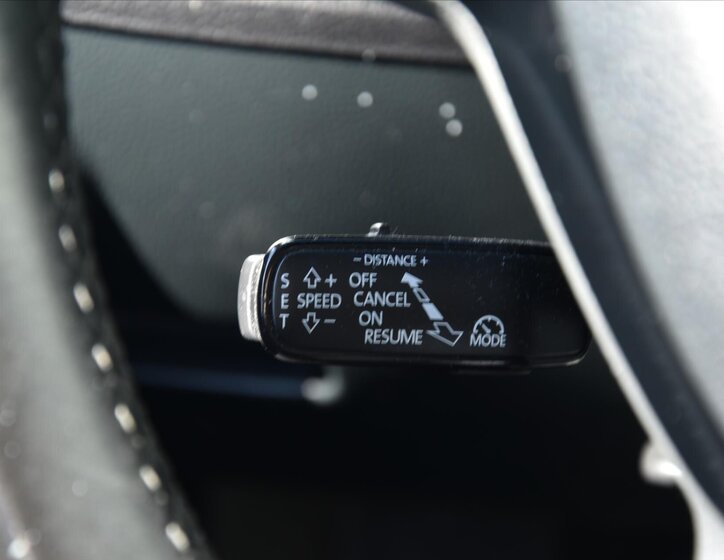 - DISTANCE +
S + OFF
E SPEED CANCEL
T - ON
RESUME MODE